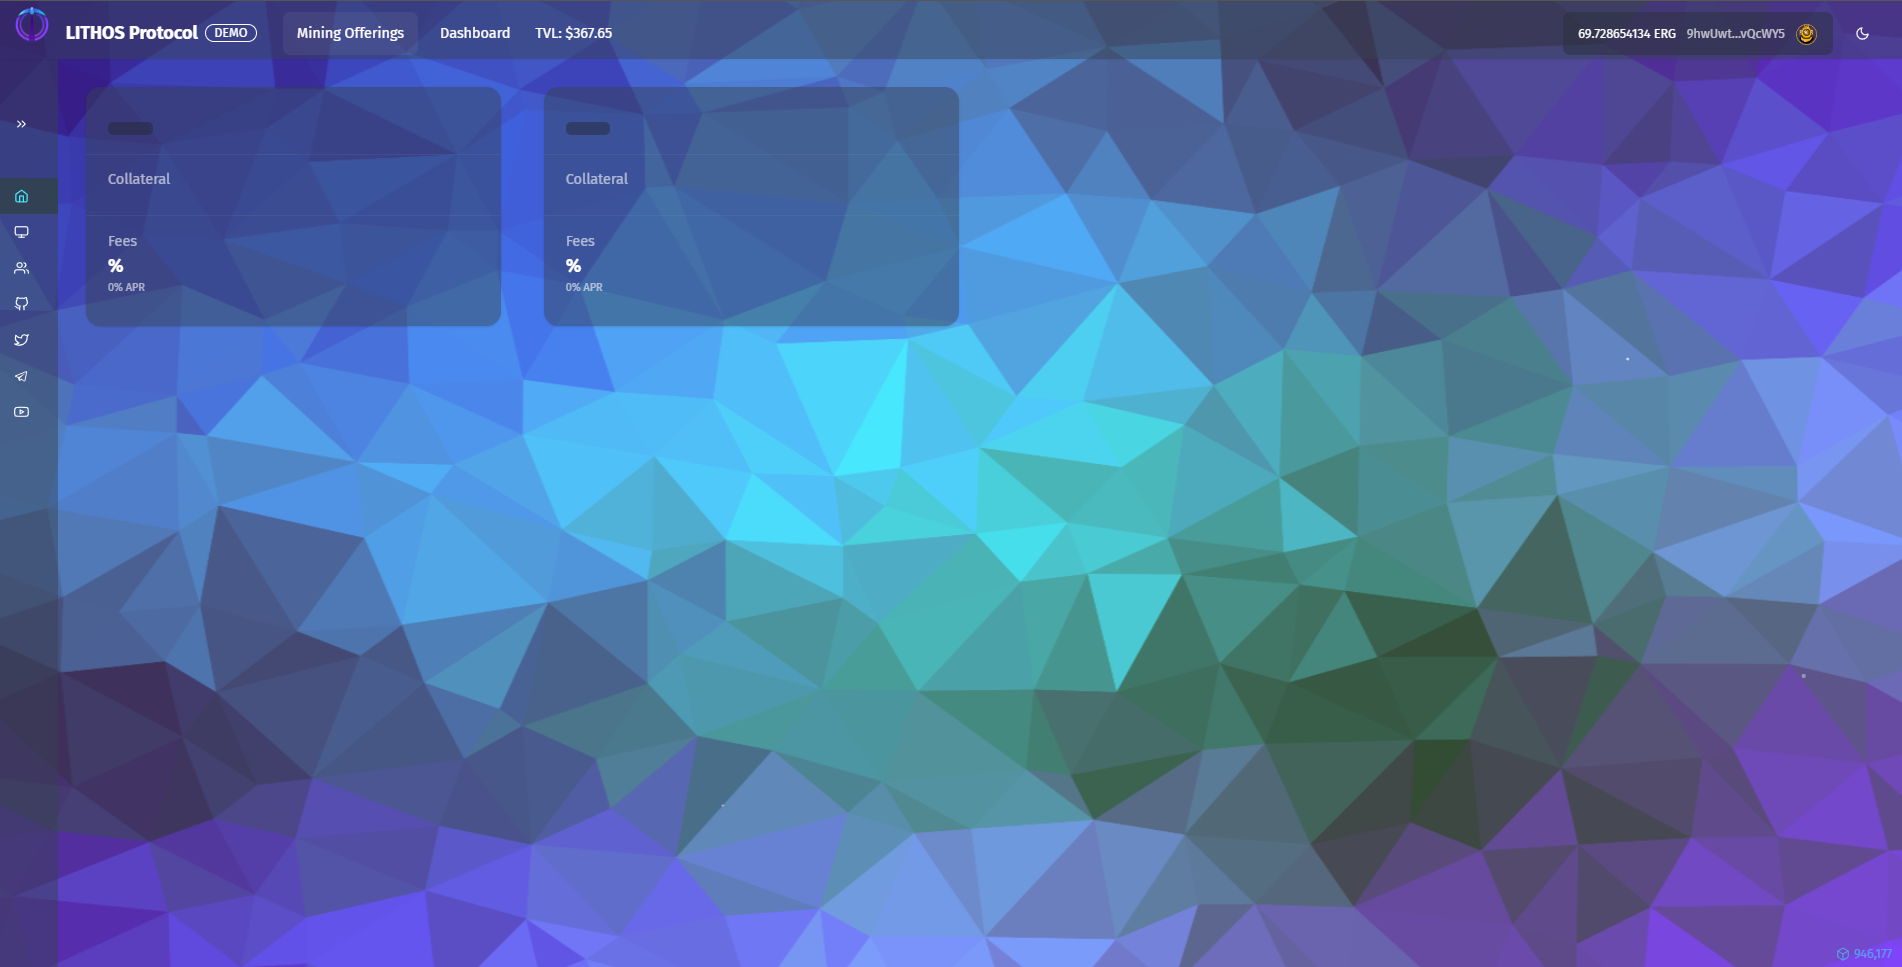 LITHOS Protocol DEMO Mining Offerings Dashboard TVL: $367.65 69.728654134 ERG 9hwUwt...vQcWY5
Collateral
Fees
%
0% APR
Collateral
Fees
%
0% APR
946,177